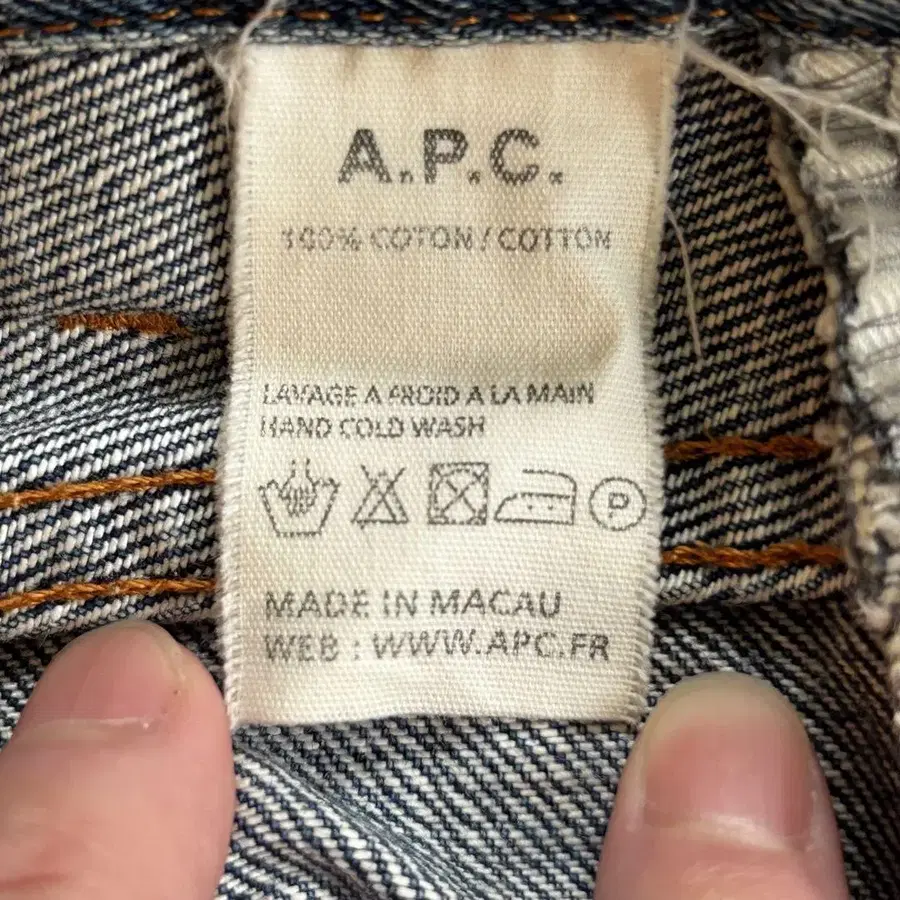 A.P.C.
100% COTON / COTTON
LAVAGE A FROID A LA MAIN
HAND COLD WASH
P
MADE IN MACAU
WEB : WWW.APC.FR